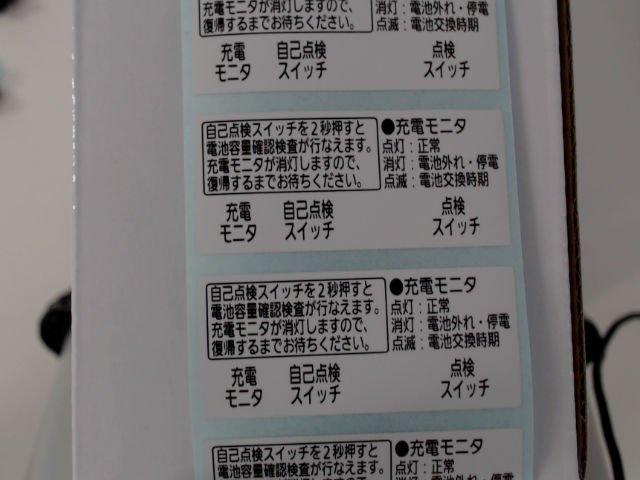 充電モニタが消灯しますので、
復帰するまでお待ちください。
消灯：電池外れ・停電
点滅：電池交換時期
充電
モニタ
自己点検
スイッチ
点検
スイッチ
自己点検スイッチを2秒押すと
電池容量確認検査が行なえます。
充電モニタが消灯しますので、
復帰するまでお待ちください。
●充電モニタ
点灯：正常
消灯：電池外れ・停電
点滅：電池交換時期
充電
モニタ
自己点検
スイッチ
点検
スイッチ
自己点検スイッチを2秒押すと
電池容量確認検査が行なえます。
充電モニタが消灯しますので、
復帰するまでお待ちください。
●充電モニタ
点灯：正常
消灯：電池外れ・停電
点滅：電池交換時期
充電
モニタ
自己点検
スイッチ
点検
スイッチ
自己点検スイッチを2秒押すと
電池容量確認検査が行なえます。
●充電モニタ
点灯：正常
消灯：電池外れ・停電